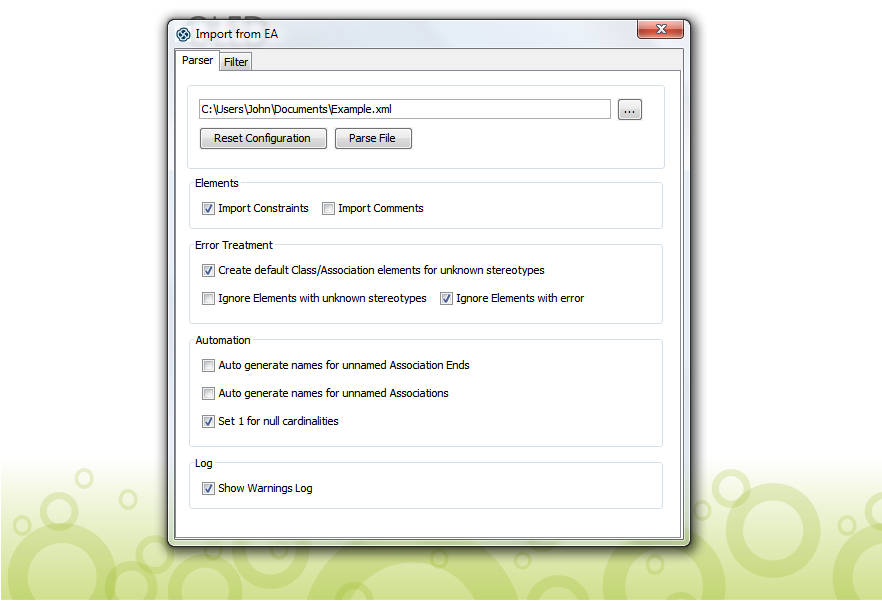 Import from EA
Parser Filter
C:\Users\John\Documents\Example.xml ...
Reset Configuration Parse File
Elements
Import Constraints Import Comments
Error Treatment
Create default Class/Association elements for unknown stereotypes
Ignore Elements with unknown stereotypes Ignore Elements with error
Automation
Auto generate names for unnamed Association Ends
Auto generate names for unnamed Associations
Set 1 for null cardinalities
Log
Show Warnings Log